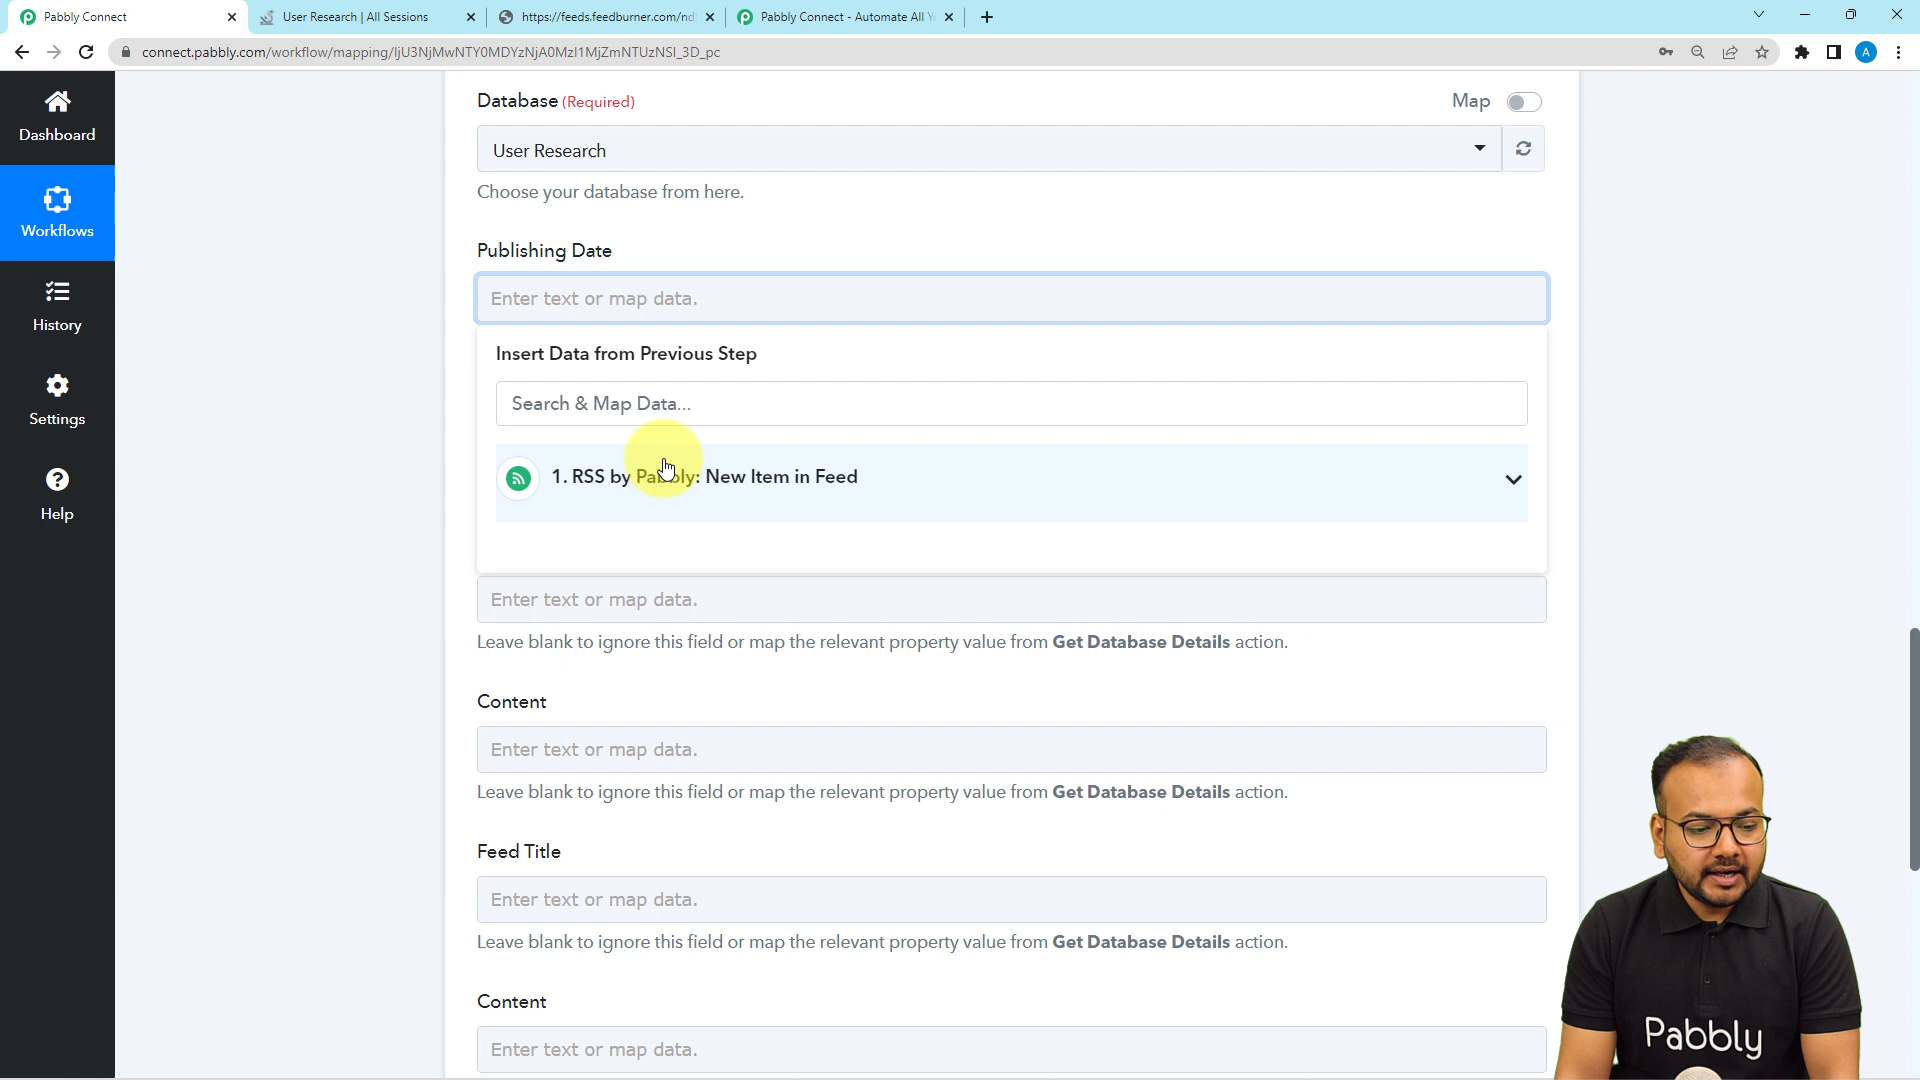 Pabbly Connect
User Research | All Sessions
https://feeds.feedburner.com/nd
Pabbly Connect - Automate All Y
connect.pabbly.com/workflow/mapping/IjU3NjMwNTY0MDYzNjA0MzI1MjZmNTUzNSI_3D_pc
A
Dashboard
Workflows
History
Settings
Help
Database (Required)
Map
User Research
Choose your database from here.
Publishing Date
Enter text or map data.
Insert Data from Previous Step
Search & Map Data...
1. RSS by Pabbly: New Item in Feed
Enter text or map data.
Leave blank to ignore this field or map the relevant property value from Get Database Details action.
Content
Enter text or map data.
Leave blank to ignore this field or map the relevant property value from Get Database Details action.
Feed Title
Enter text or map data.
Leave blank to ignore this field or map the relevant property value from Get Database Details action.
Content
Enter text or map data.
Pabbly